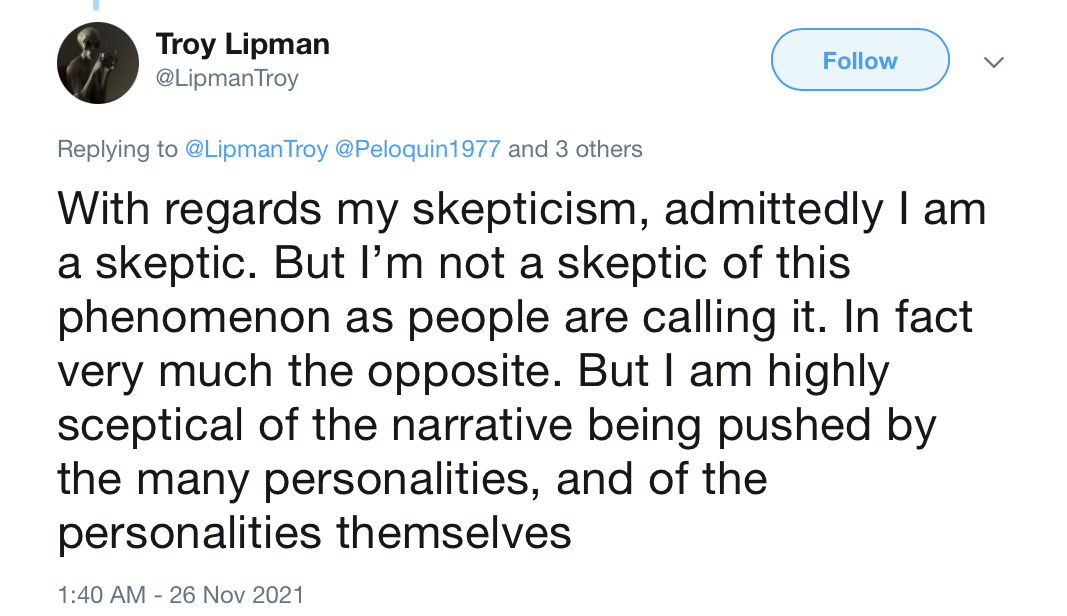 Troy Lipman
@LipmanTroy
Follow
Replying to @LipmanTroy @Peloquin1977 and 3 others
With regards my skepticism, admittedly I am
a skeptic. But I’m not a skeptic of this
phenomenon as people are calling it. In fact
very much the opposite. But I am highly
sceptical of the narrative being pushed by
the many personalities, and of the
personalities themselves
1:40 AM - 26 Nov 2021